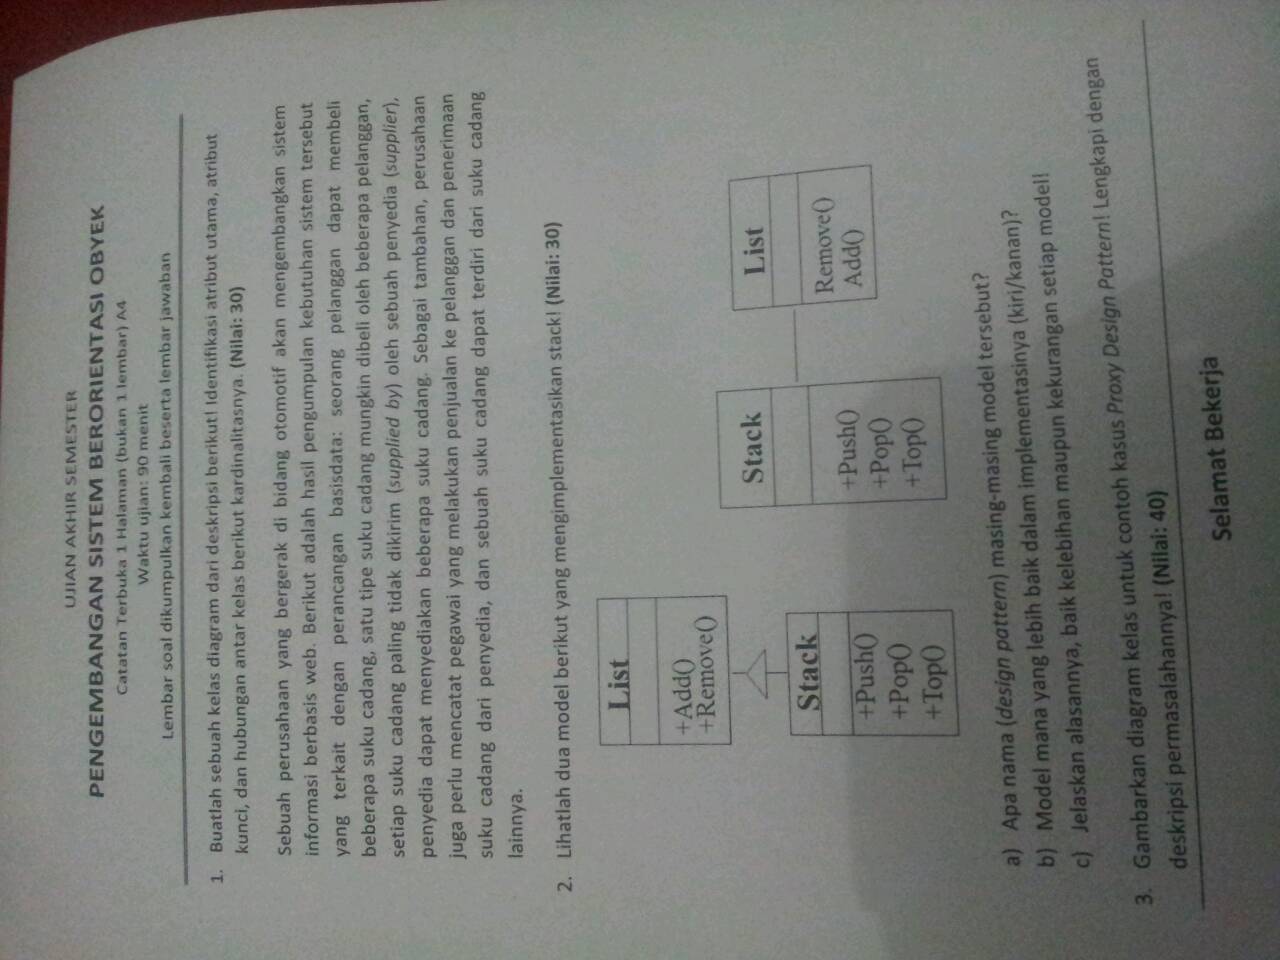 UJIAN AKHIR SEMESTER
PENGEMBANGAN SISTEM BERORIENTASI OBYEK
Catatan Terbuka 1 Halaman (bukan 1 lembar) A4
Waktu ujian: 90 menit
Lembar soal dikumpulkan kembali beserta lembar jawaban
1. Buatlah sebuah kelas diagram dari deskripsi berikut! Identifikasi atribut utama, atribut
kunci, dan hubungan antar kelas berikut kardinalitasnya. (Nilai: 30)
Sebuah perusahaan yang bergerak di bidang otomotif akan mengembangkan sistem
informasi berbasis web. Berikut adalah hasil pengumpulan kebutuhan sistem tersebut
yang terkait dengan perancangan basisdata: seorang pelanggan dapat membeli
beberapa suku cadang, satu tipe suku cadang mungkin dibeli oleh beberapa pelanggan,
setiap suku cadang paling tidak dikirim (supplied by) oleh sebuah penyedia (supplier),
penyedia dapat menyediakan beberapa suku cadang. Sebagai tambahan, perusahaan
juga perlu mencatat pegawai yang melakukan penjualan ke pelanggan dan penerimaan
suku cadang dari penyedia, dan sebuah suku cadang dapat terdiri dari suku cadang
lainnya.
2. Lihatlah dua model berikut yang mengimplementasikan stack! (Nilai: 30)
List
+Add()
+Remove()
Stack
+Push()
+Pop()
+Top()
Stack
+Push()
+Pop()
+Top()
List
Remove()
Add()
a) Apa nama (design pattern) masing-masing model tersebut?
b) Model mana yang lebih baik dalam implementasinya (kiri/kanan)?
c) Jelaskan alasannya, baik kelebihan maupun kekurangan setiap model!
3. Gambarkan diagram kelas untuk contoh kasus Proxy Design Pattern! Lengkapi dengan
deskripsi permasalahannya! (Nilai: 40)
Selamat Bekerja